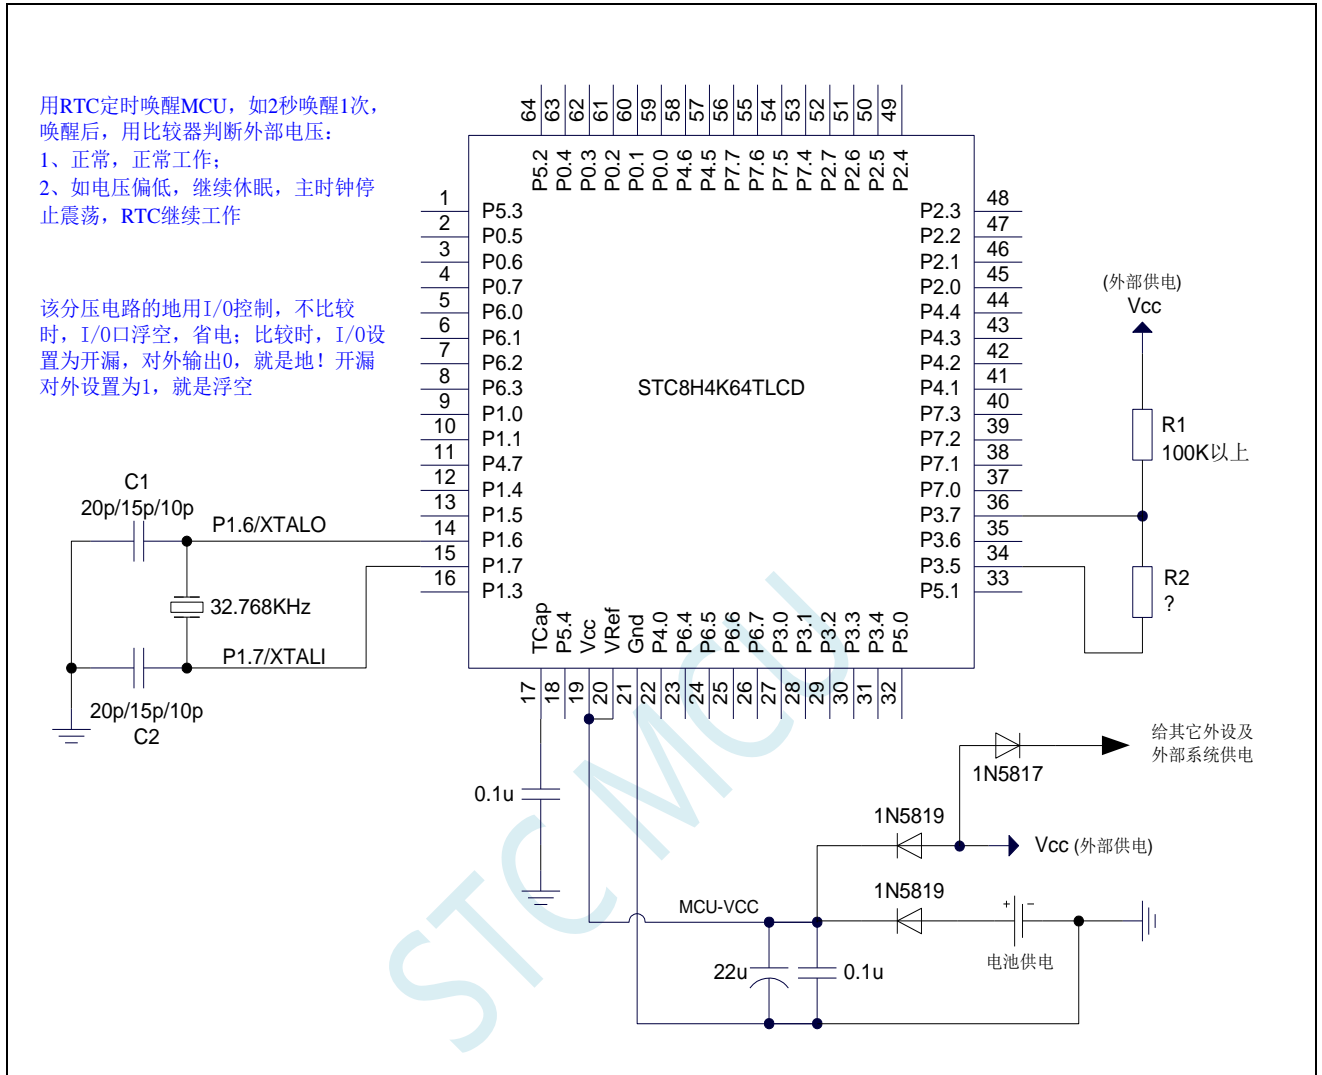 用RTC定时唤醒MCU，如2秒唤醒1次，
唤醒后，用比较器判断外部电压：
1、正常，正常工作；
2、如电压偏低，继续休眠，主时钟停
止震荡，RTC继续工作
该分压电路的地用I/O控制，不比较
时，I/O口浮空，省电；比较时，I/O设
置为开漏，对外输出0，就是地！开漏
对外设置为1，就是浮空
64 63 62 61 60 59 58 57 56 55 54 53 52 51 50 49
P5.2 P0.4 P0.3 P0.2 P0.1 P0.0 P4.6 P4.5 P7.7 P7.6 P7.5 P7.4 P2.7 P2.6 P2.5 P2.4
1 P5.3
2 P0.5
3 P0.6
4 P0.7
5 P6.0
6 P6.1
7 P6.2
8 P6.3
9 P1.0
10 P1.1
11 P4.7
12 P1.4
13 P1.5
14 P1.6
15 P1.7
16 P1.3
STC8H4K64TLCD
P2.3 48
P2.2 47
P2.1 46
P2.0 45
P4.4 44
P4.3 43
P4.2 42
P4.1 41
P7.3 40
P7.2 39
P7.1 38
P7.0 37
P3.7 36
P3.6 35
P3.5 34
P5.1 33
TCap P5.4 Vcc VRef Gnd P4.0 P6.4 P6.5 P6.6 P6.7 P3.0 P3.1 P3.2 P3.3 P3.4 P5.0
17 18 19 20 21 22 23 24 25 26 27 28 29 30 31 32
(外部供电)
Vcc
R1
100K以上
R2
?
C1
20p/15p/10p
P1.6/XTALO
32.768KHz
P1.7/XTALI
20p/15p/10p
C2
0.1u
给其它外设及
外部系统供电
1N5817
1N5819
Vcc (外部供电)
1N5819
MCU-VCC
+ −
电池供电
22u
0.1u
STC MCU